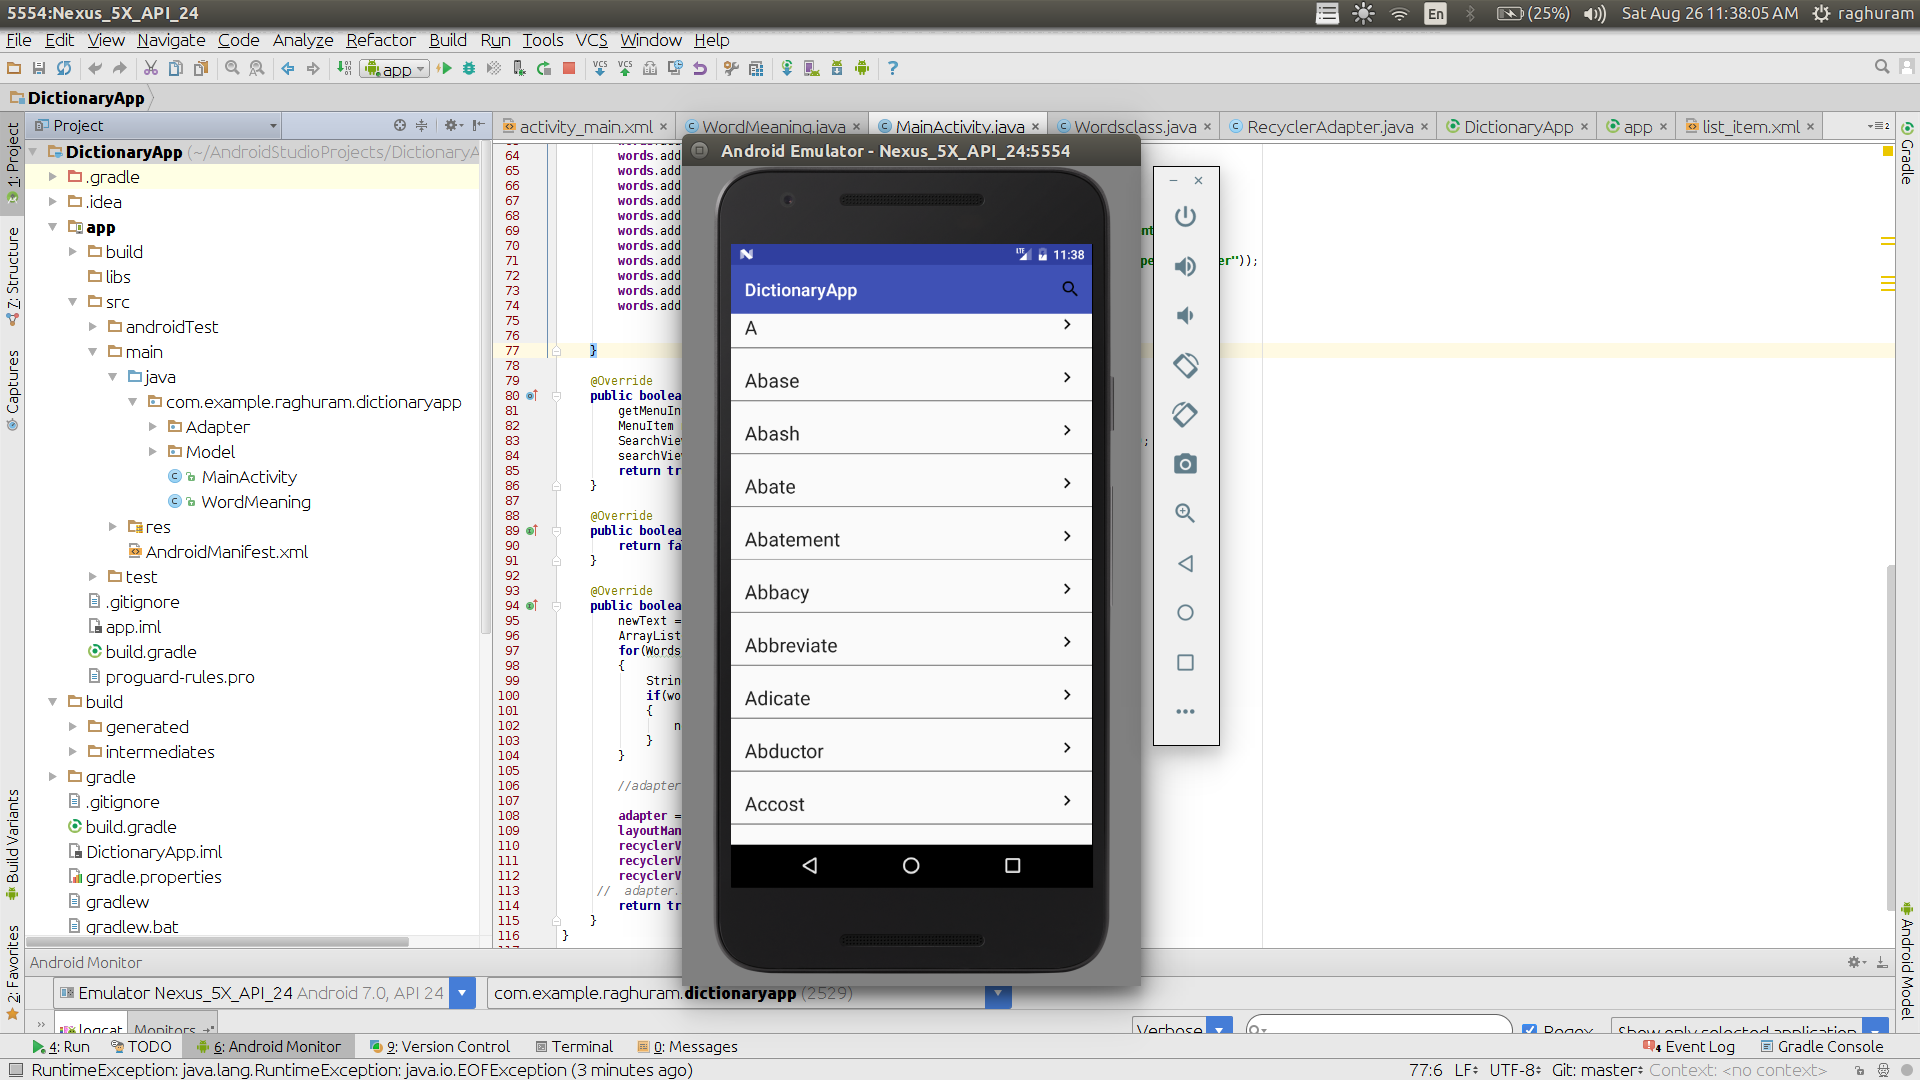 5554:Nexus_5X_API_24
En
(25%)
Sat Aug 26 11:38:05 AM
raghuram
File Edit View Navigate Code Analyze Refactor Build Run Tools VCS Window Help
app
VCS VCS
?
DictionaryApp
Project
activity_main.xml
WordMeaning.java
MainActivity.java
Wordsclass.java
RecyclerAdapter.java
DictionaryApp
app
list_item.xml
1: Project
Z: Structure
Captures
Build Variants
2: Favorites
Gradle
Android Model
DictionaryApp (~/AndroidStudioProjects/DictionaryA
.gradle
.idea
app
build
libs
src
androidTest
main
java
com.example.raghuram.dictionaryapp
Adapter
Model
MainActivity
WordMeaning
res
AndroidManifest.xml
test
.gitignore
app.iml
build.gradle
proguard-rules.pro
build
generated
intermediates
gradle
.gitignore
build.gradle
DictionaryApp.iml
gradle.properties
gradlew
gradlew.bat
64 words.add
65 words.add
66 words.add
67 words.add
68 words.add
69 words.add nt
70 words.add
71 words.add pe er"));
72 words.add
73 words.add
74 words.add
75
76
77 }
78
79 @Override
80 public boolea
81 getMenuIn
82 MenuItem
83 SearchVie ;
84 searchVie
85 return tr
86 }
87
88 @Override
89 public boolea
90 return fa
91 }
92
93 @Override
94 public boolea
95 newText =
96 ArrayList
97 for(Words
98 {
99 Strin
100 if(wo
101 {
102 n
103 }
104 }
105
106 //adapter
107
108 adapter =
109 layoutMan
110 recyclerV
111 recyclerV
112 recyclerV
113 // adapter.
114 return tr
115 }
116 }
Android Emulator - Nexus_5X_API_24:5554
LTE 11:38
DictionaryApp
A
Abase
Abash
Abate
Abatement
Abbacy
Abbreviate
Adicate
Abductor
Accost
Android Monitor
Emulator Nexus_5X_API_24 Android 7.0, API 24
com.example.raghuram.dictionaryapp (2529)
logcat
Monitors
Verbose
Regex
Show only selected application
4: Run
TODO
6: Android Monitor
9: Version Control
Terminal
0: Messages
4 Event Log
Gradle Console
RuntimeException: java.lang.RuntimeException: java.io.EOFException (3 minutes ago)
77:6 LF UTF-8 Git: master Context: <no context>